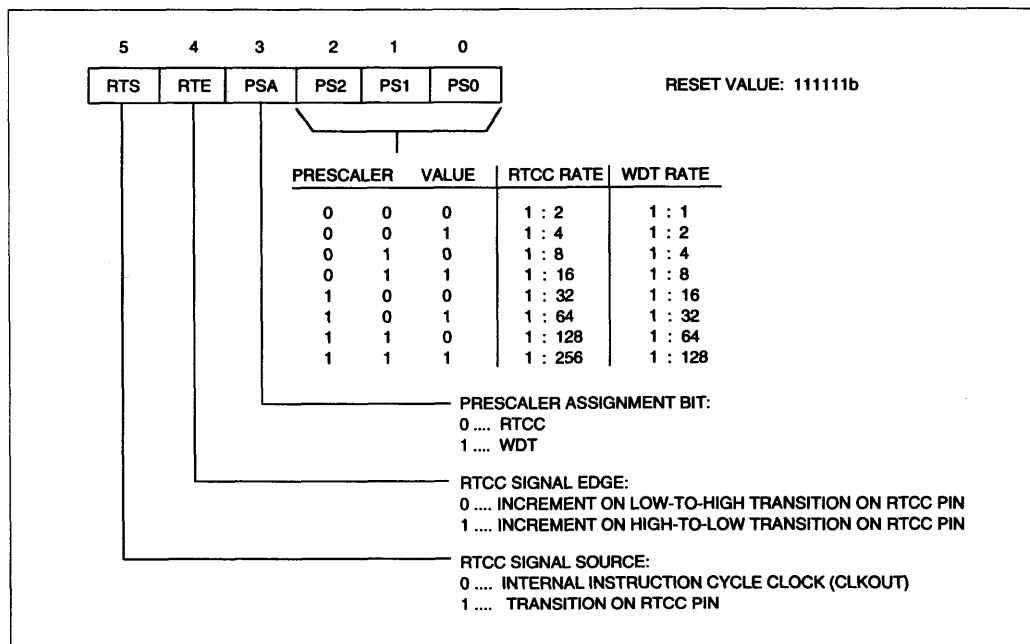 5 4 3 2 1 0
RTS RTE PSA PS2 PS1 PS0
RESET VALUE: 111111b
PRESCALER VALUE RTCC RATE WDT RATE
0 0 0 1 : 2 1 : 1
0 0 1 1 : 4 1 : 2
0 1 0 1 : 8 1 : 4
0 1 1 1 : 16 1 : 8
1 0 0 1 : 32 1 : 16
1 0 1 1 : 64 1 : 32
1 1 0 1 : 128 1 : 64
1 1 1 1 : 256 1 : 128
PRESCALER ASSIGNMENT BIT:
0 .... RTCC
1 .... WDT
RTCC SIGNAL EDGE:
0 .... INCREMENT ON LOW-TO-HIGH TRANSITION ON RTCC PIN
1 .... INCREMENT ON HIGH-TO-LOW TRANSITION ON RTCC PIN
RTCC SIGNAL SOURCE:
0 .... INTERNAL INSTRUCTION CYCLE CLOCK (CLKOUT)
1 .... TRANSITION ON RTCC PIN